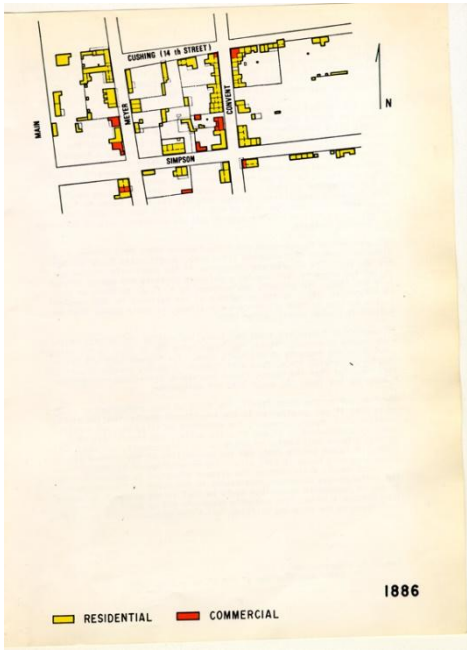 CUSHING (14 th STREET)
MAIN
MEYER
CONVENT
N
SIMPSON
1886
RESIDENTIAL
COMMERCIAL